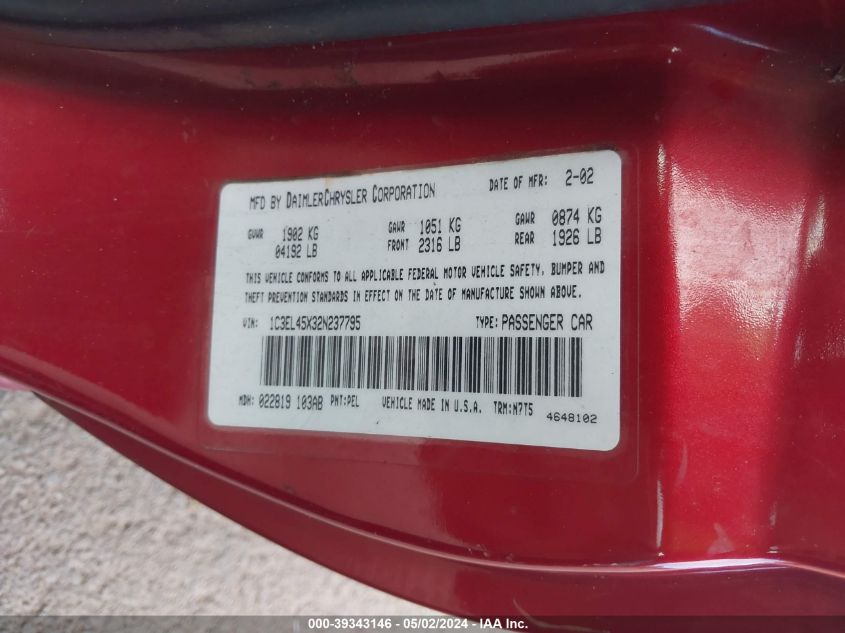 MFD BY DAIMLERCHRYSLER CORPORATION DATE OF MFR: 2-02
GVWR 1902 KG GAWR 1051 KG GAWR 0874 KG
04192 LB FRONT 2316 LB REAR 1926 LB
THIS VEHICLE CONFORMS TO ALL APPLICABLE FEDERAL MOTOR VEHICLE SAFETY, BUMPER AND
THEFT PREVENTION STANDARDS IN EFFECT ON THE DATE OF MANUFACTURE SHOWN ABOVE.
VIN: 1C3EL45X32N237795 TYPE: PASSENGER CAR
MDH: 022819 103AB PNT: PEL VEHICLE MADE IN U.S.A. TRM: N7T5
4648102
000-39343146 - 05/02/2024 - IAA Inc.